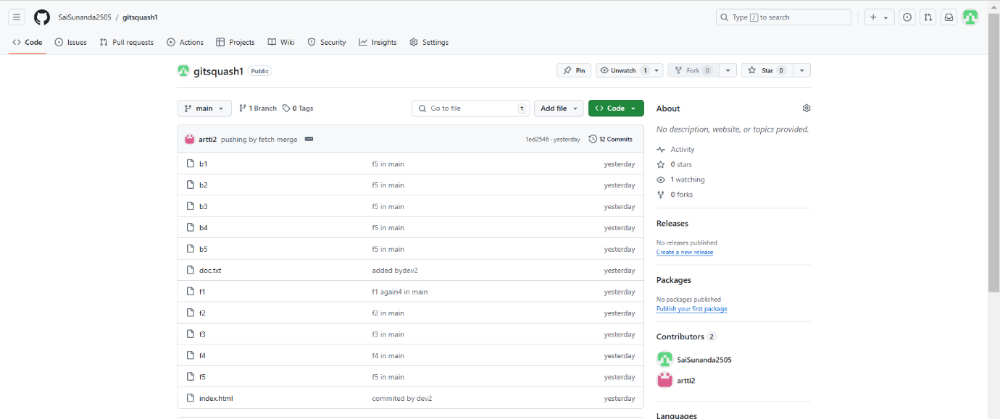 SaiSunanda2505 / gitsquash1
Type / to search
Code Issues Pull requests Actions Projects Wiki Security Insights Settings
gitsquash1 Public
Pin Unwatch 1 Fork 0 Star 0
main 1 Branch 0 Tags Go to file t Add file Code
artti2 pushing by fetch merge 1ed2546 · yesterday 12 Commits
b1 f5 in main yesterday
b2 f5 in main yesterday
b3 f5 in main yesterday
b4 f5 in main yesterday
b5 f5 in main yesterday
doc.txt added bydev2 yesterday
f1 f1 again4 in main yesterday
f2 f2 in main yesterday
f3 f3 in main yesterday
f4 f4 in main yesterday
f5 f5 in main yesterday
index.html commited by dev2 yesterday
About
No description, website, or topics provided.
Activity
0 stars
1 watching
0 forks
Releases
No releases published
Create a new release
Packages
No packages published
Publish your first package
Contributors 2
SaiSunanda2505
artti2
Languages